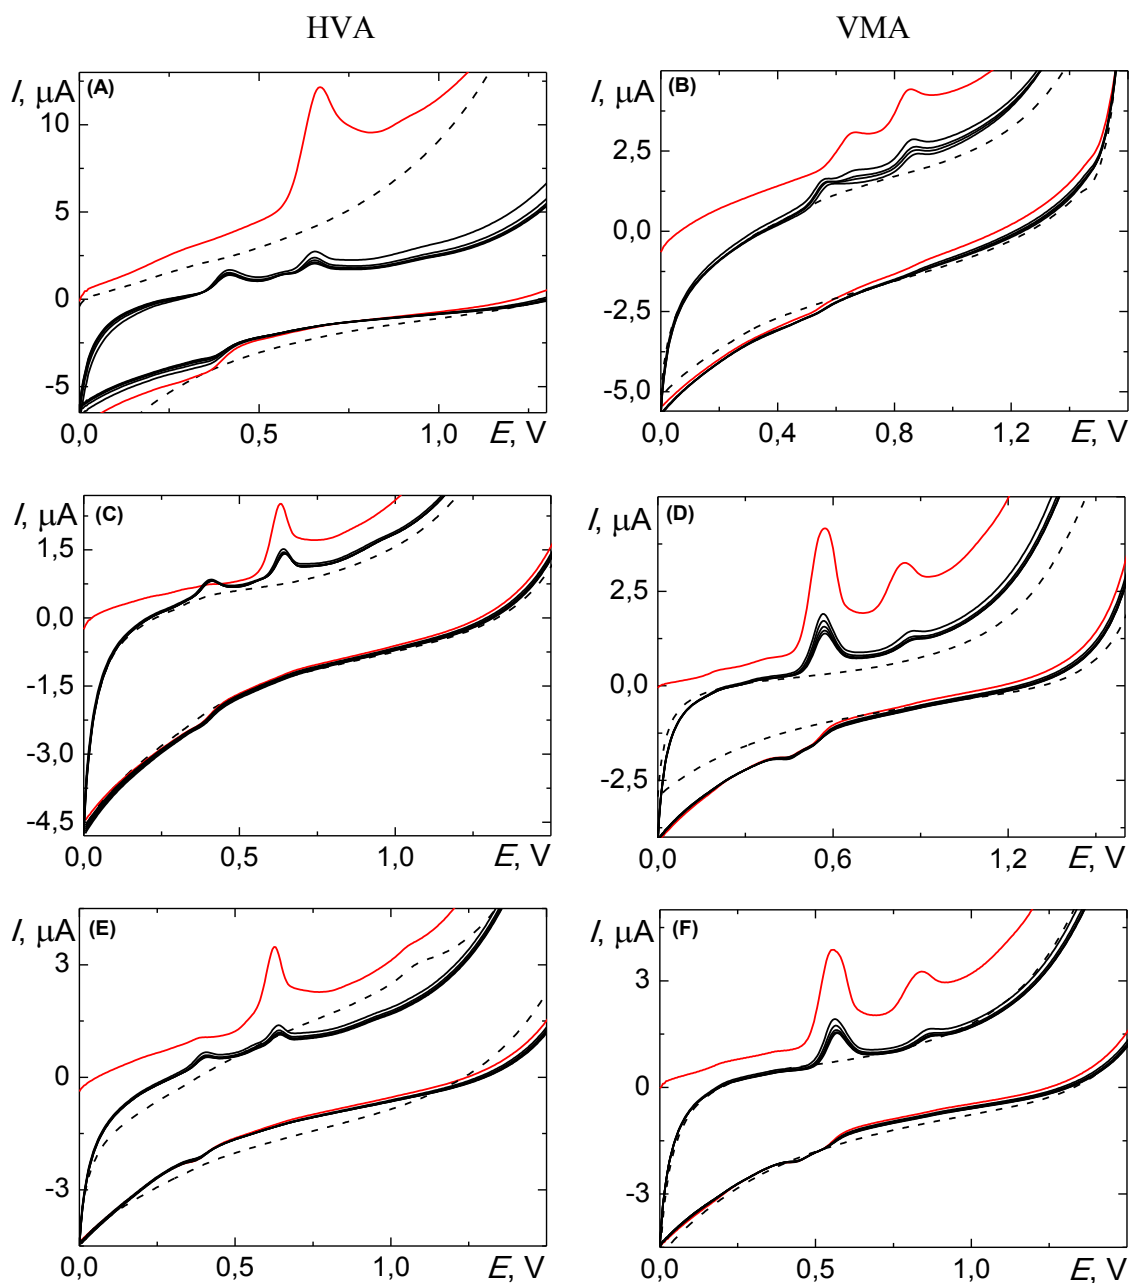 HVA VMA
I, µA (A)
10
5
0
-5
0,0 0,5 1,0 E, V
I, µA (B)
2,5
0,0
-2,5
-5,0
0,0 0,4 0,8 1,2 E, V
I, µA (C)
1,5
0,0
-1,5
-3,0
-4,5
0,0 0,5 1,0 E, V
I, µA (D)
2,5
0,0
-2,5
0,0 0,6 1,2 E, V
I, µA (E)
3
0
-3
0,0 0,5 1,0 E, V
I, µA (F)
3
0
-3
0,0 0,5 1,0 E, V